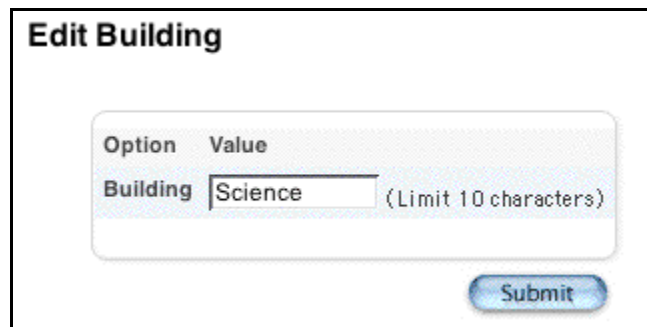 Edit Building
Option Value
Building Science (Limit 10 characters)
Submit